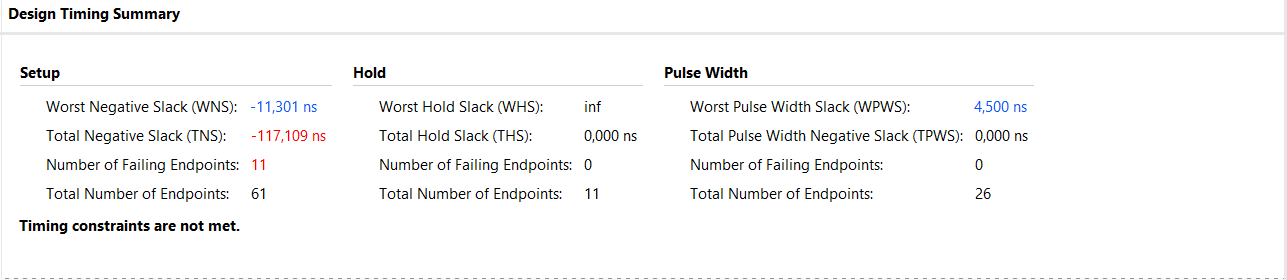 Design Timing Summary
Setup Hold Pulse Width
Worst Negative Slack (WNS): -11,301 ns Worst Hold Slack (WHS): inf Worst Pulse Width Slack (WPWS): 4,500 ns
Total Negative Slack (TNS): -117,109 ns Total Hold Slack (THS): 0,000 ns Total Pulse Width Negative Slack (TPWS): 0,000 ns
Number of Failing Endpoints: 11 Number of Failing Endpoints: 0 Number of Failing Endpoints: 0
Total Number of Endpoints: 61 Total Number of Endpoints: 11 Total Number of Endpoints: 26
Timing constraints are not met.